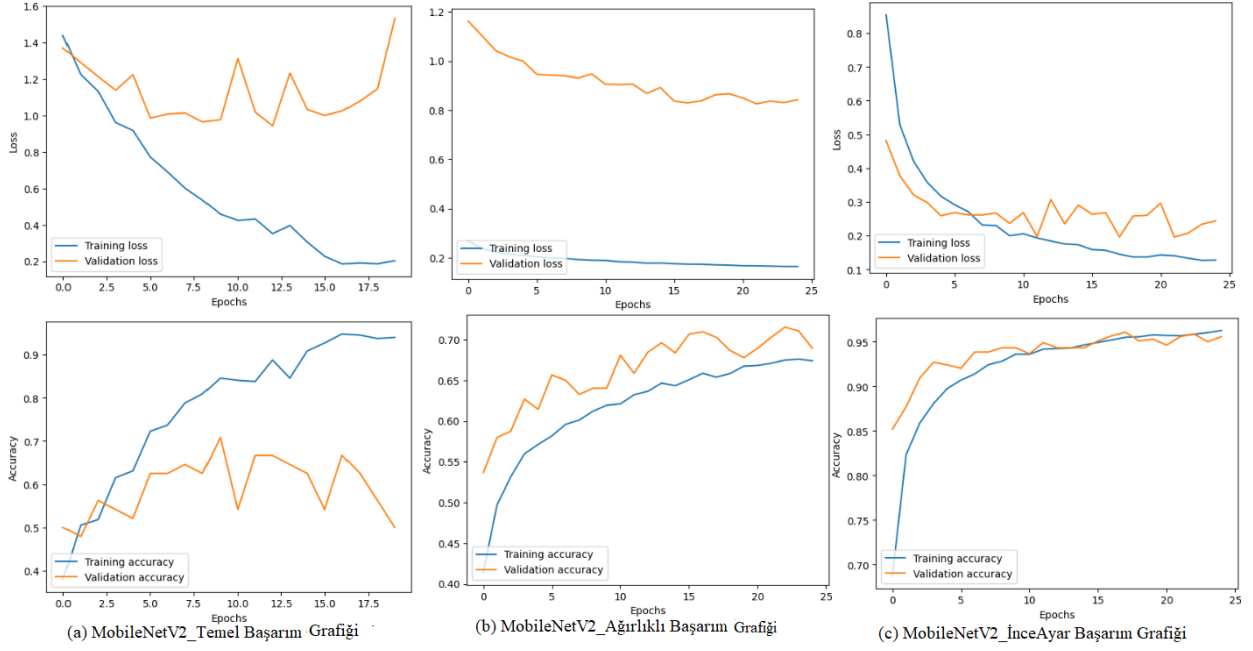 1.6
1.4
1.2
1.0
0.8
0.6
0.4
0.2
Loss
Training loss
Validation loss
0.0 2.5 5.0 7.5 10.0 12.5 15.0 17.5
Epochs
1.2
1.0
0.8
0.6
0.4
0.2
Loss
Training loss
Validation loss
0 5 10 15 20 25
Epochs
0.8
0.7
0.6
0.5
0.4
0.3
0.2
0.1
Loss
Training loss
Validation loss
0 5 10 15 20 25
Epochs
0.9
0.8
0.7
0.6
0.5
0.4
Accuracy
Training accuracy
Validation accuracy
0.0 2.5 5.0 7.5 10.0 12.5 15.0 17.5
Epochs
(a) MobileNetV2_Temel Başarım Grafiği
0.70
0.65
0.60
0.55
0.50
0.45
0.40
Accuracy
Training accuracy
Validation accuracy
0 5 10 15 20 25
Epochs
(b) MobileNetV2_Ağırlıklı Başarım Grafiği
0.95
0.90
0.85
0.80
0.75
0.70
Accuracy
Training accuracy
Validation accuracy
0 5 10 15 20 25
Epochs
(c) MobileNetV2_İnceAyar Başarım Grafiği